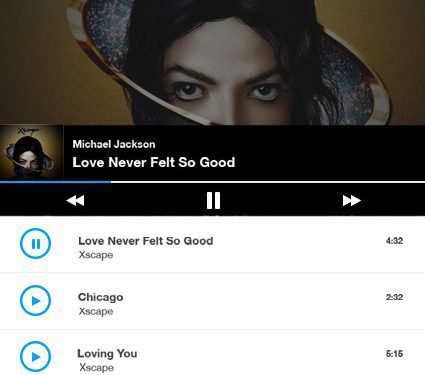 Xscape
Michael Jackson
Love Never Felt So Good
Love Never Felt So Good
4:32
Xscape
Chicago
2:32
Xscape
Loving You
5:15
Xscape